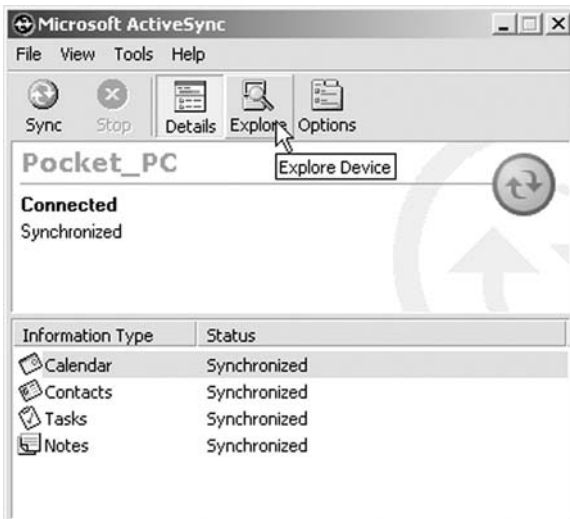 Microsoft ActiveSync
File View Tools Help
Sync Stop Details Explore Options
Explore Device
Pocket_PC
Connected
Synchronized
Information Type Status
Calendar Synchronized
Contacts Synchronized
Tasks Synchronized
Notes Synchronized